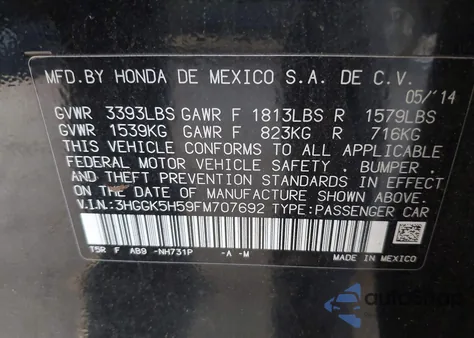 MFD.BY HONDA DE MEXICO S.A. DE C.V.
05/'14
GVWR 3393LBS GAWR F 1813LBS R 1579LBS
GVWR 1539KG GAWR F 823KG R 716KG
THIS VEHICLE CONFORMS TO ALL APPLICABLE
FEDERAL MOTOR VEHICLE SAFETY, BUMPER,
AND THEFT PREVENTION STANDARDS IN EFFECT
ON THE DATE OF MANUFACTURE SHOWN ABOVE.
V.I.N.:3HGGK5H59FM707692 TYPE:PASSENGER CAR
T5R F AB9 -NH731P -A -M
MADE IN MEXICO
autoShop